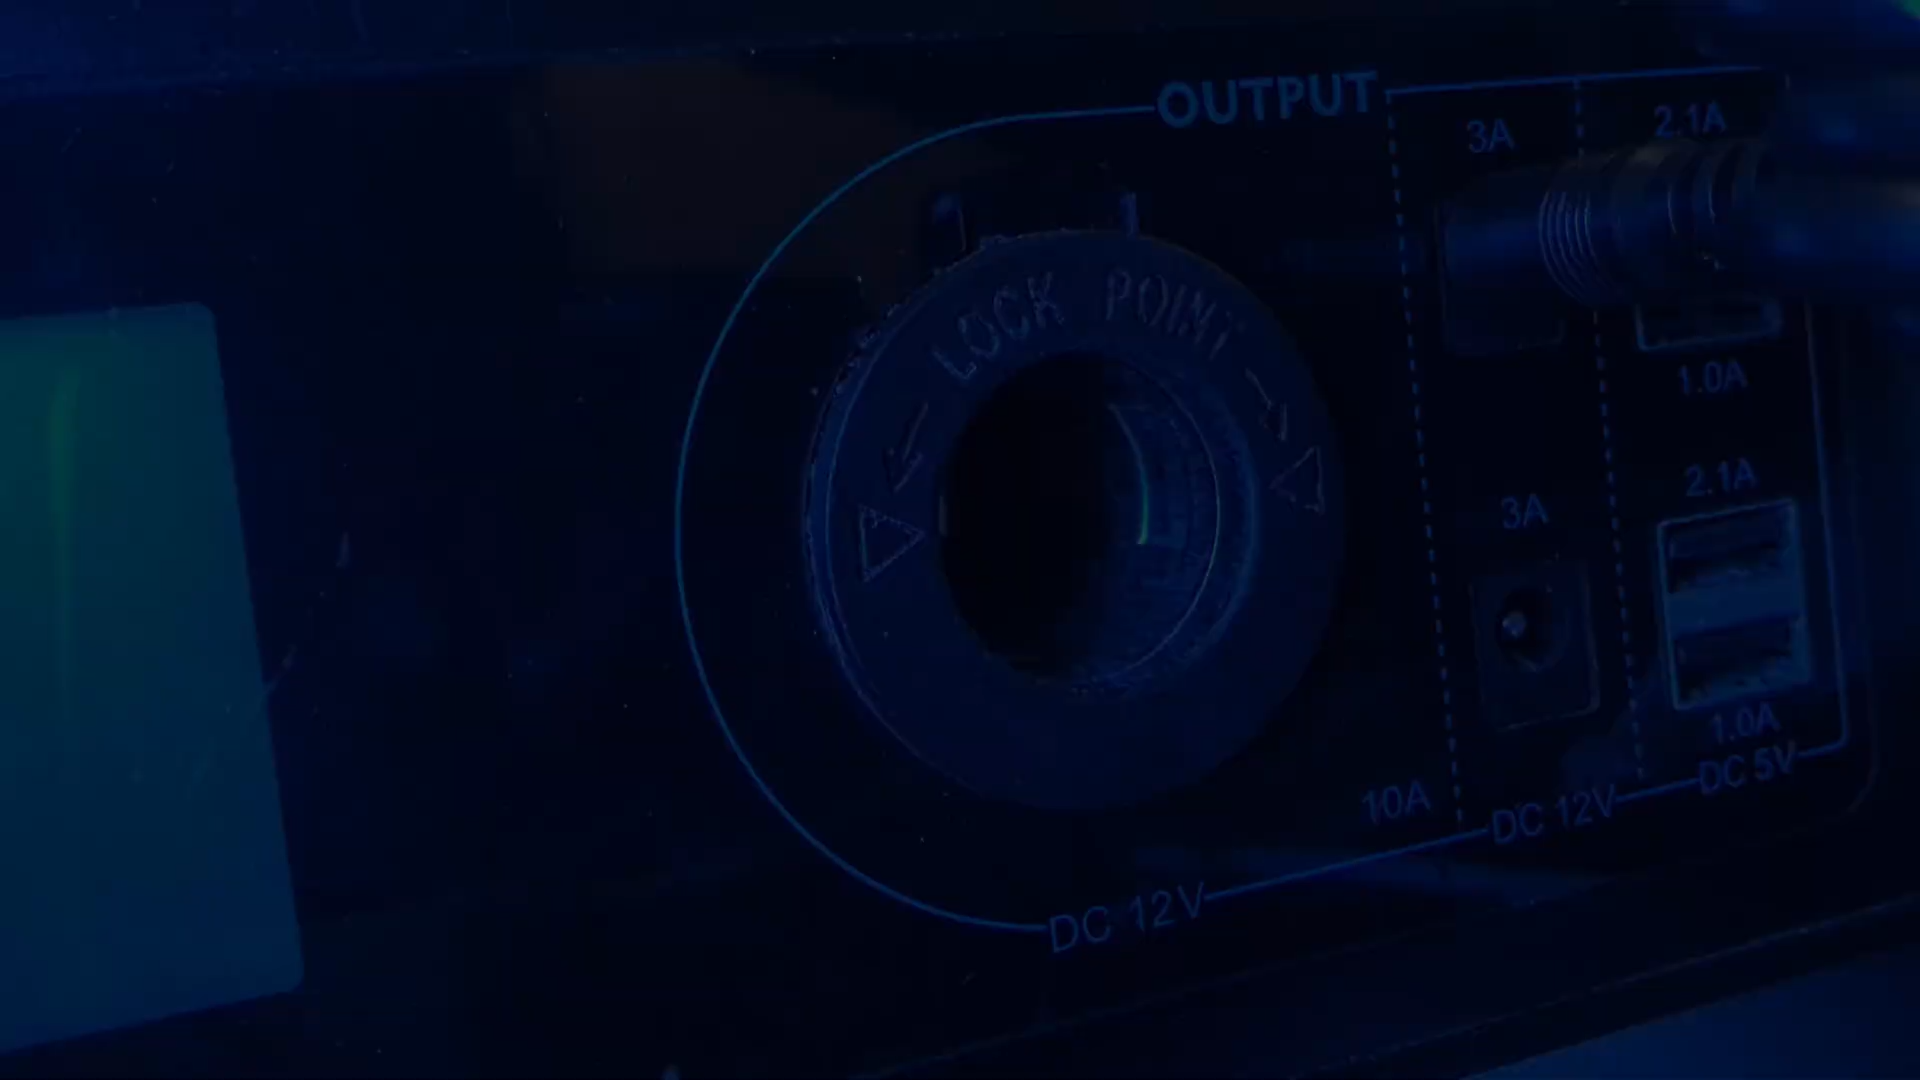 OUTPUT
3A
2.1A
LOCK POINT
1.0A
2.1A
3A
1.0A
10A
DC 12V
DC 12V
DC 5V